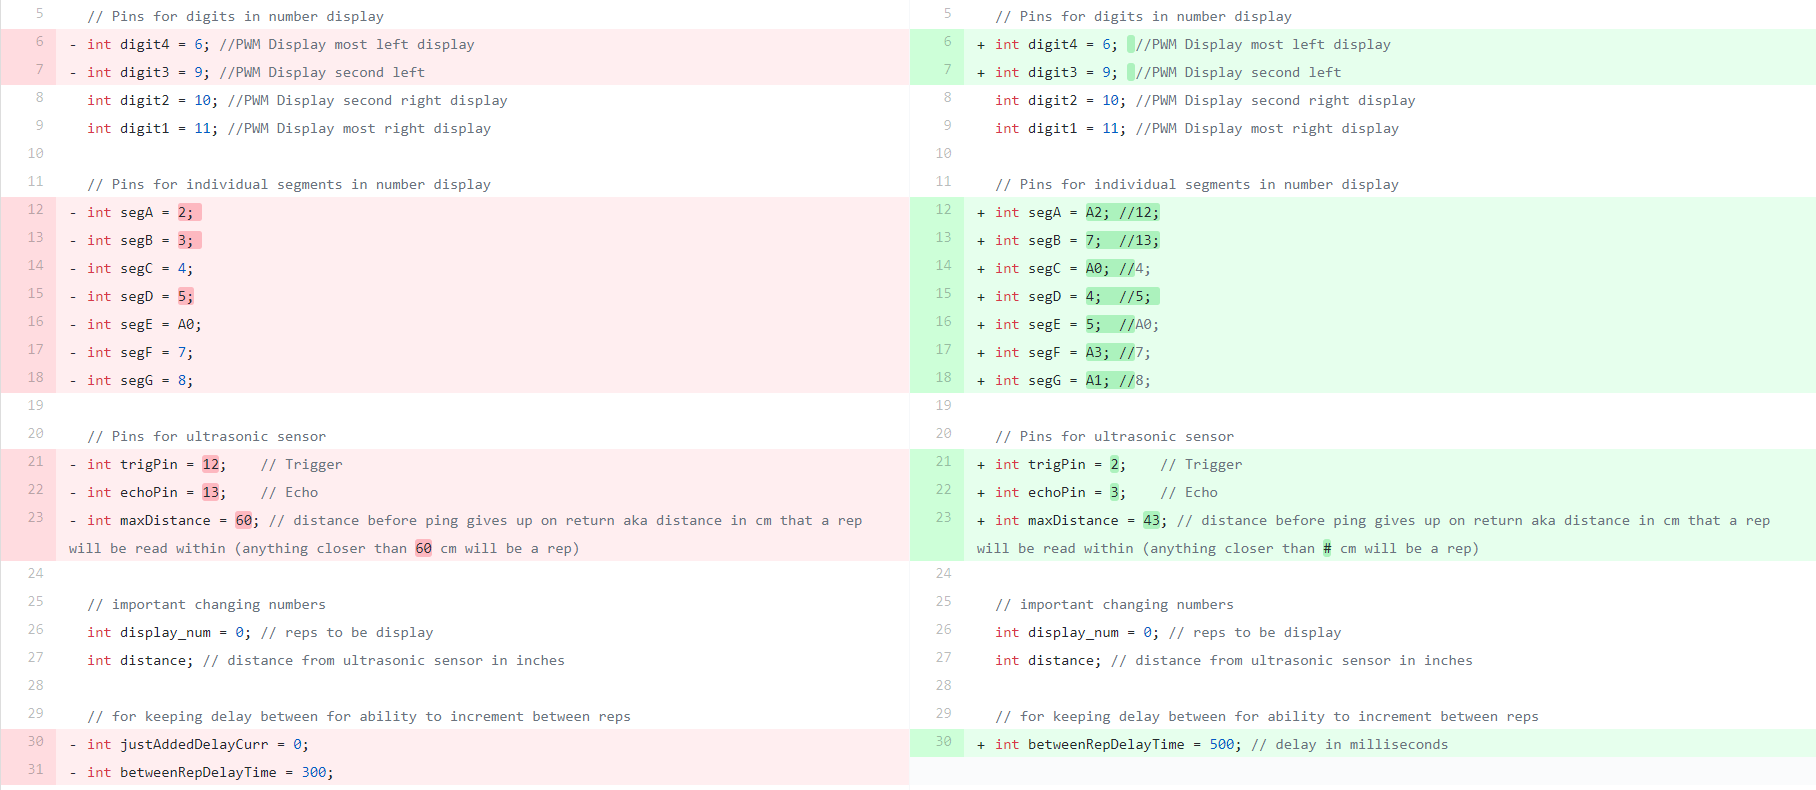 5 // Pins for digits in number display
6 - int digit4 = 6; //PWM Display most left display
7 - int digit3 = 9; //PWM Display second left
8 int digit2 = 10; //PWM Display second right display
9 int digit1 = 11; //PWM Display most right display
10
11 // Pins for individual segments in number display
12 - int segA = 2;
13 - int segB = 3;
14 - int segC = 4;
15 - int segD = 5;
16 - int segE = A0;
17 - int segF = 7;
18 - int segG = 8;
19
20 // Pins for ultrasonic sensor
21 - int trigPin = 12;    // Trigger
22 - int echoPin = 13;    // Echo
23 - int maxDistance = 60; // distance before ping gives up on return aka distance in cm that a rep
will be read within (anything closer than 60 cm will be a rep)
24
25 // important changing numbers
26 int display_num = 0; // reps to be display
27 int distance; // distance from ultrasonic sensor in inches
28
29 // for keeping delay between for ability to increment between reps
30 - int justAddedDelayCurr = 0;
31 - int betweenRepDelayTime = 300;
5 // Pins for digits in number display
6 + int digit4 = 6;  //PWM Display most left display
7 + int digit3 = 9;  //PWM Display second left
8 int digit2 = 10; //PWM Display second right display
9 int digit1 = 11; //PWM Display most right display
10
11 // Pins for individual segments in number display
12 + int segA = A2; //12;
13 + int segB = 7;  //13;
14 + int segC = A0; //4;
15 + int segD = 4;  //5;
16 + int segE = 5;  //A0;
17 + int segF = A3; //7;
18 + int segG = A1; //8;
19
20 // Pins for ultrasonic sensor
21 + int trigPin = 2;    // Trigger
22 + int echoPin = 3;    // Echo
23 + int maxDistance = 43; // distance before ping gives up on return aka distance in cm that a rep
will be read within (anything closer than # cm will be a rep)
24
25 // important changing numbers
26 int display_num = 0; // reps to be display
27 int distance; // distance from ultrasonic sensor in inches
28
29 // for keeping delay between for ability to increment between reps
30 + int betweenRepDelayTime = 500; // delay in milliseconds